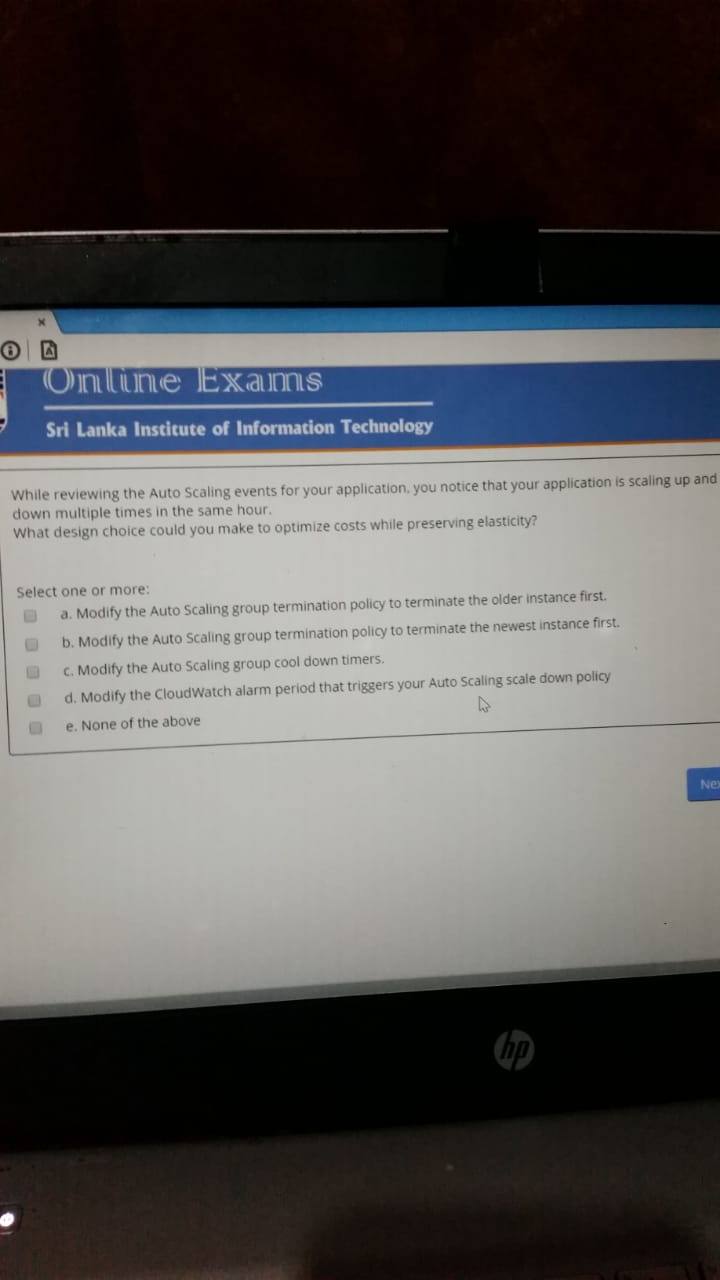 Online Exams
Sri Lanka Institute of Information Technology
While reviewing the Auto Scaling events for your application, you notice that your application is scaling up and
down multiple times in the same hour.
What design choice could you make to optimize costs while preserving elasticity?
Select one or more:
a. Modify the Auto Scaling group termination policy to terminate the older instance first.
b. Modify the Auto Scaling group termination policy to terminate the newest instance first.
c. Modify the Auto Scaling group cool down timers.
d. Modify the CloudWatch alarm period that triggers your Auto Scaling scale down policy
e. None of the above
hp